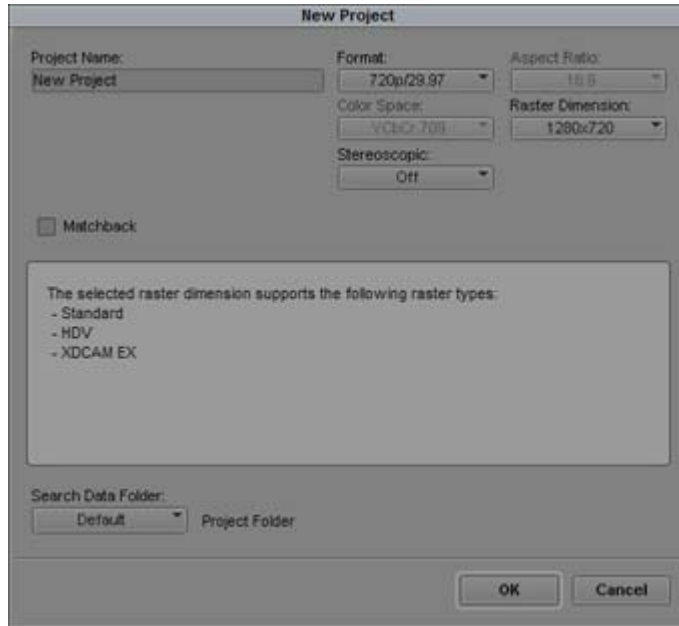 New Project
Project Name:
New Project
Format:
720p/29.97
Aspect Ratio:
16:9
Color Space:
YCbCr 709
Raster Dimension:
1280x720
Stereoscopic:
Off
Matchback
The selected raster dimension supports the following raster types:
- Standard
- HDV
- XDCAM EX
Search Data Folder:
Default
Project Folder
OK
Cancel